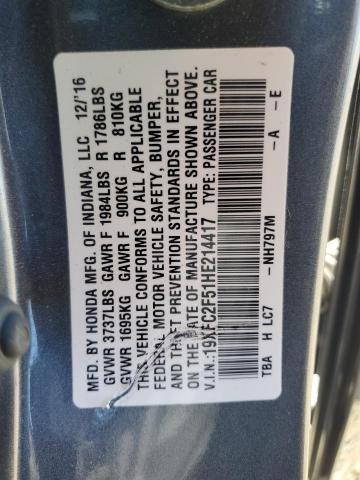 MFD. BY HONDA MFG. OF INDIANA, LLC 12/'16
GVWR 3737LBS GAWR F 1984LBS R 1786LBS
GVWR 1695KG GAWR F 900KG R 810KG
THIS VEHICLE CONFORMS TO ALL APPLICABLE
FEDERAL MOTOR VEHICLE SAFETY, BUMPER,
AND THEFT PREVENTION STANDARDS IN EFFECT
ON THE DATE OF MANUFACTURE SHOWN ABOVE.
V.I.N.: 19XFC2F51HE214417 TYPE: PASSENGER CAR
TBA H LC7 -NH797M -A -E